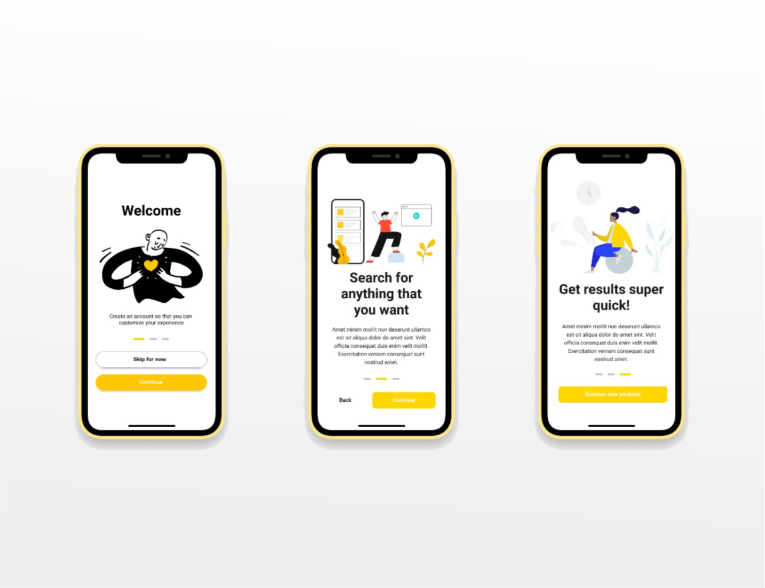 Welcome
Create an account so that you can
customize your experience
Skip for now
Continue
Search for
anything that
you want
Amet minim mollit non deserunt ullamco
est sit aliqua dolor do amet sint. Velit
officia consequat duis enim velit mollit.
Exercitation veniam consequat sunt
nostrud amet.
Back
Continue
Get results super
quick!
Amet minim mollit non deserunt ullamco
est sit aliqua dolor do amet sint. Velit
officia consequat duis enim velit mollit.
Exercitation veniam consequat sunt
nostrud amet.
Discover new products